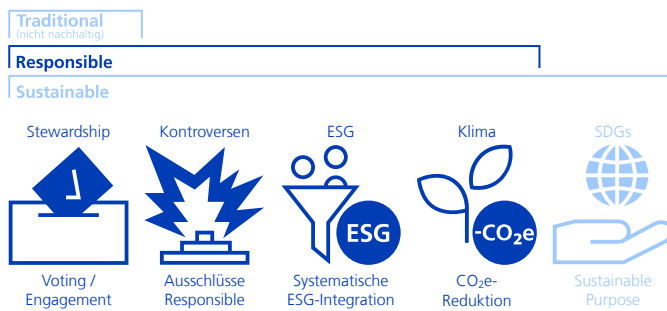 Traditional
(nicht nachhaltig)
Responsible
Sustainable
Stewardship
Kontroversen
ESG
Klima
SDGs
ESG
-CO₂e
Voting /
Engagement
Ausschlüsse
Responsible
Systematische
ESG-Integration
CO₂e-
Reduktion
Sustainable
Purpose